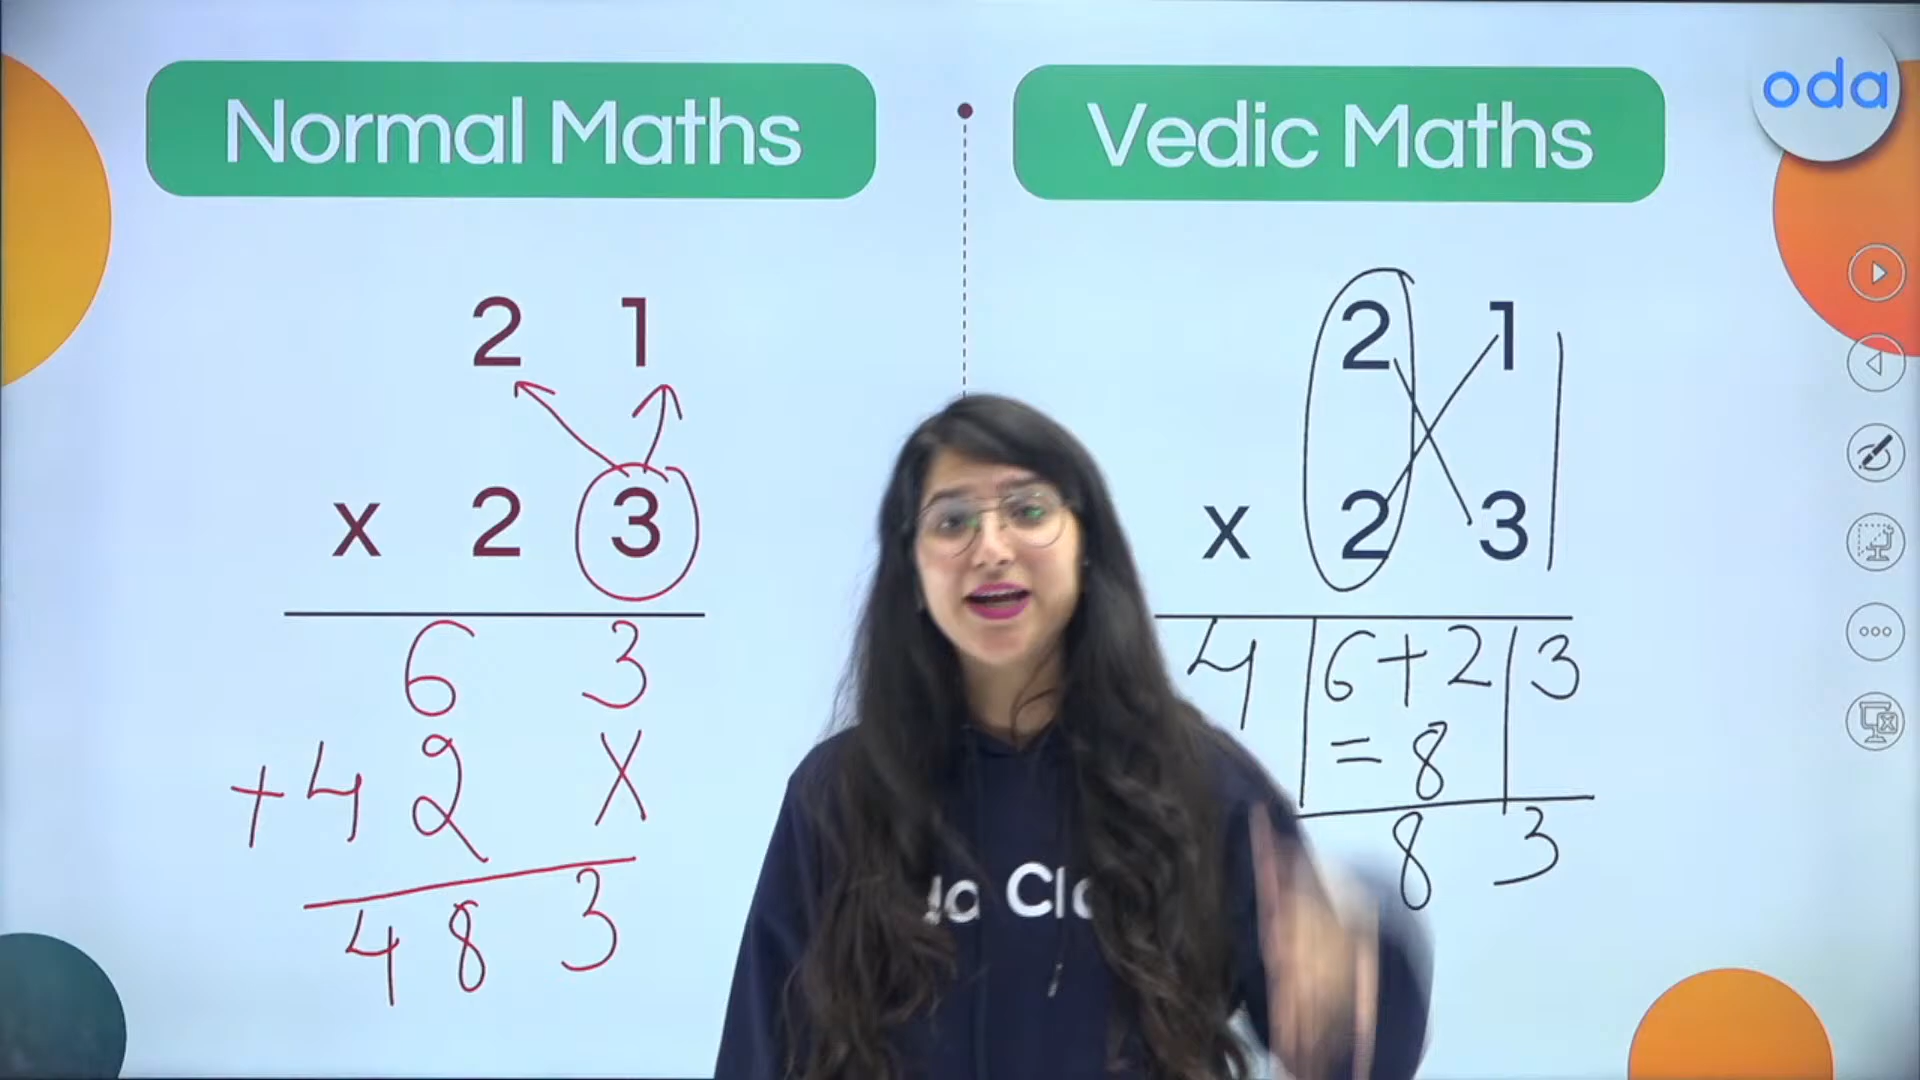 Normal Maths
2 1
x 2 3
6 3
+ 4 2 x
4 8 3
Vedic Maths
2 1
x 2 3
4 | 6 + 2 | 3
= 8
8 3
oda